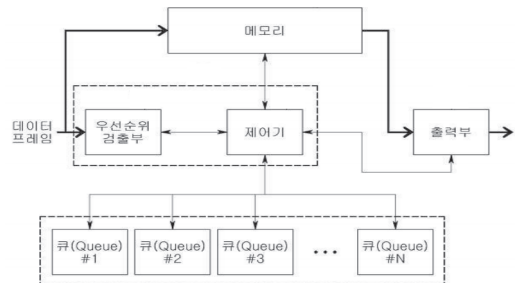 메모리
데이터
프레임
우선순위
검출부
제어기
출력부
큐(Queue)
#1
큐(Queue)
#2
큐(Queue)
#3
큐(Queue)
#N